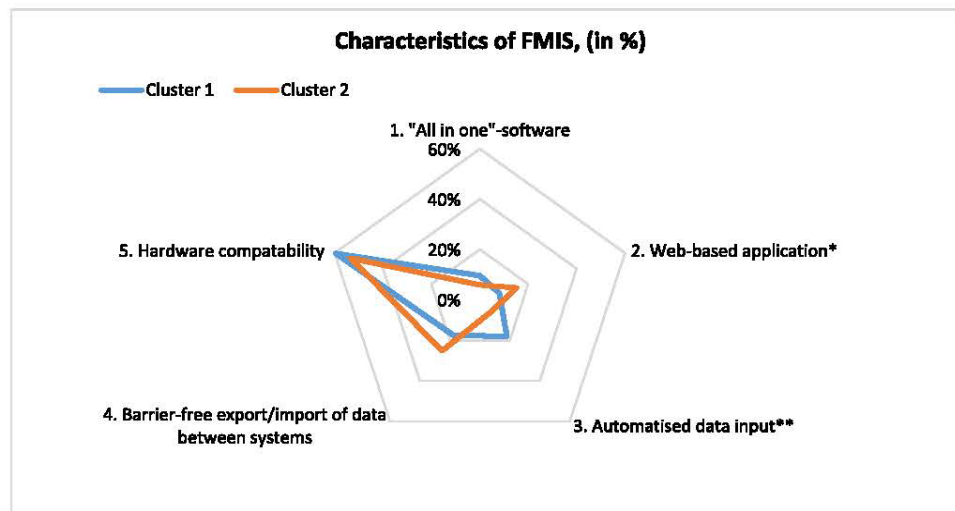 Characteristics of FMIS, (in %)
Cluster 1
Cluster 2
1. "All in one"-software
60%
40%
20%
0%
2. Web-based application*
3. Automatised data input**
4. Barrier-free export/import of data
between systems
5. Hardware compatability